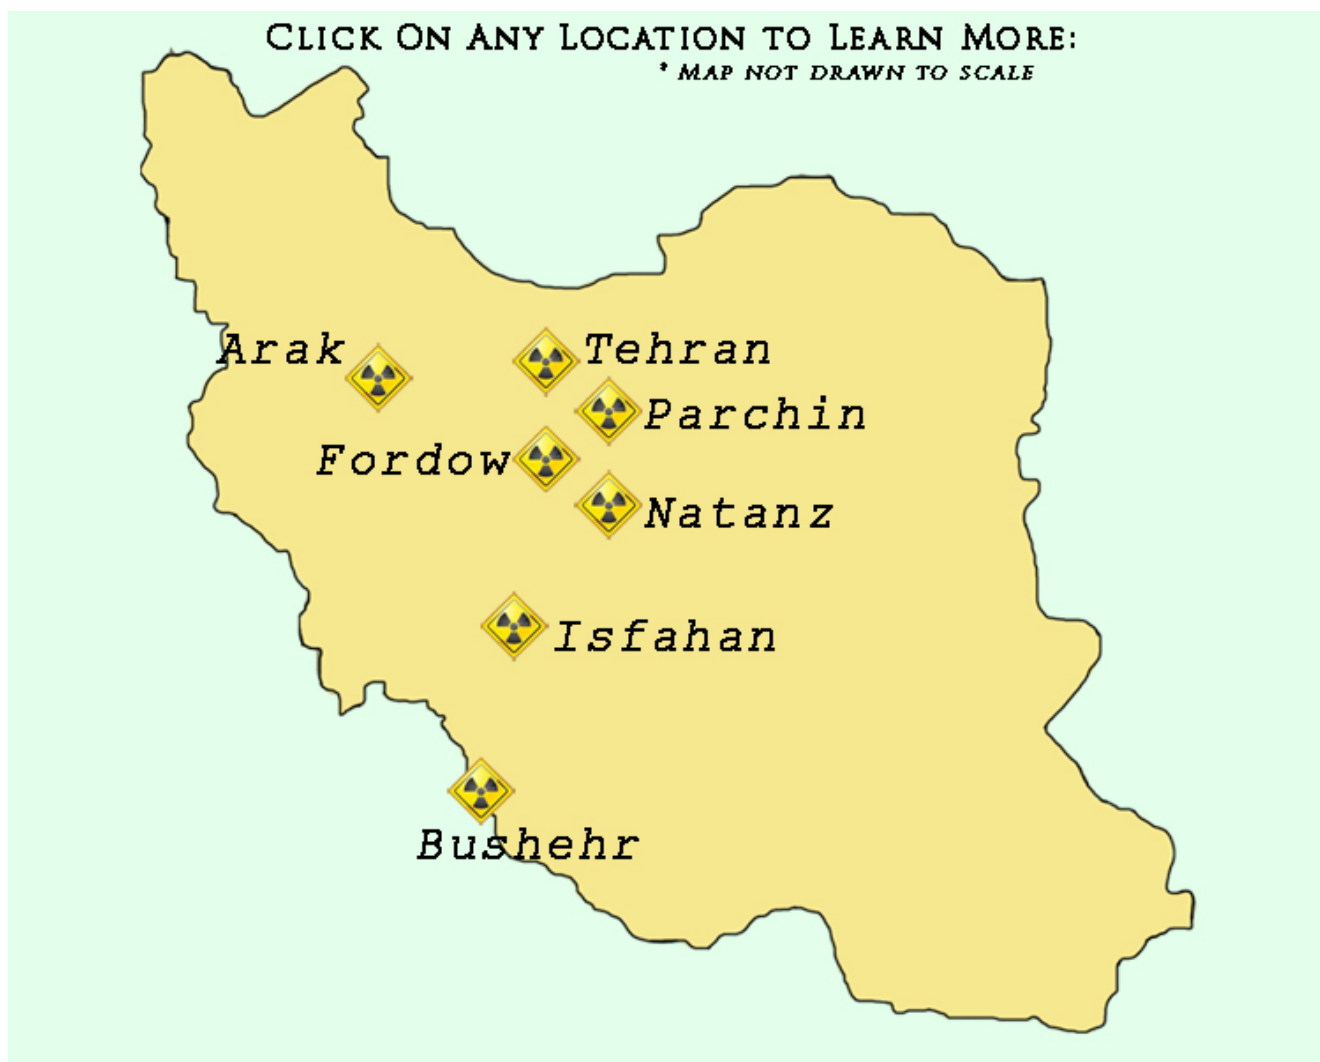 CLICK ON ANY LOCATION TO LEARN MORE:
* MAP NOT DRAWN TO SCALE
Arak
Tehran
Parchin
Fordow
Natanz
Isfahan
Bushehr